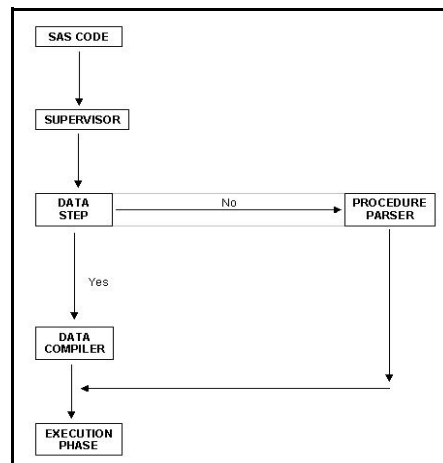 SAS CODE
SUPERVISOR
DATA
STEP
No
PROCEDURE
PARSER
Yes
DATA
COMPILER
EXECUTION
PHASE